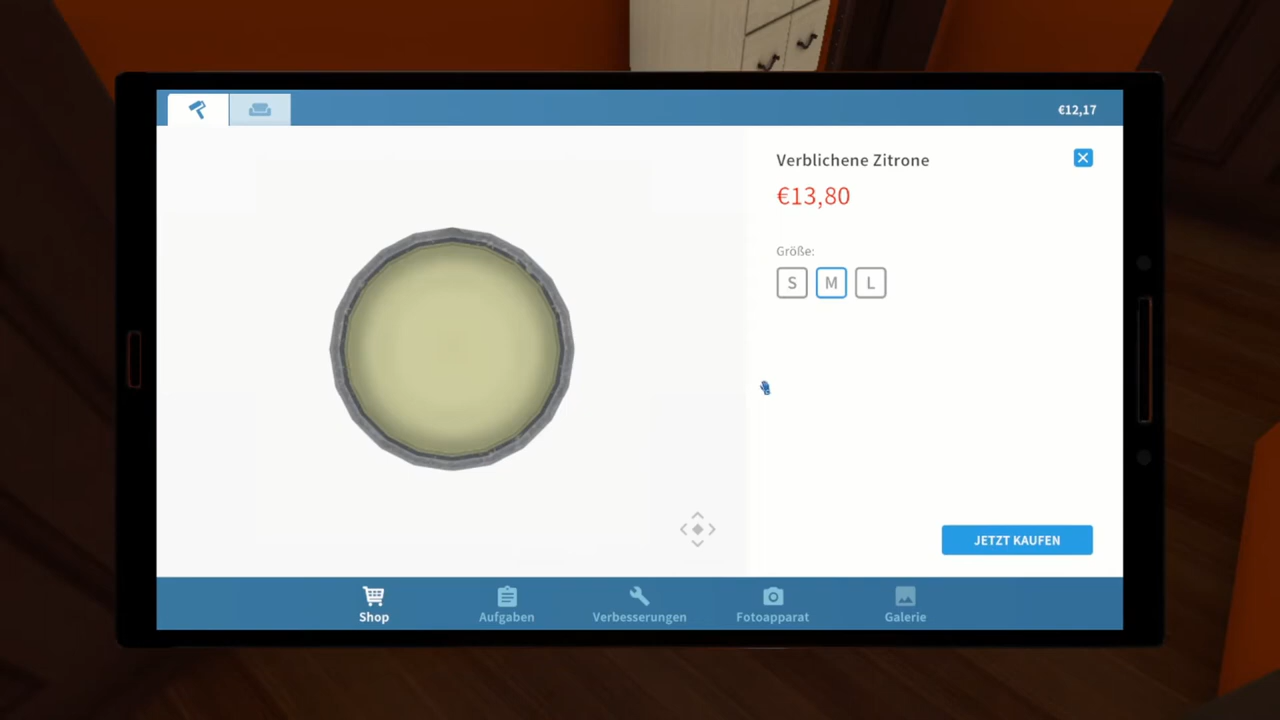 €12,17
Verblichene Zitrone
€13,80
Größe:
S M L
JETZT KAUFEN
Shop Aufgaben Verbesserungen Fotoapparat Galerie